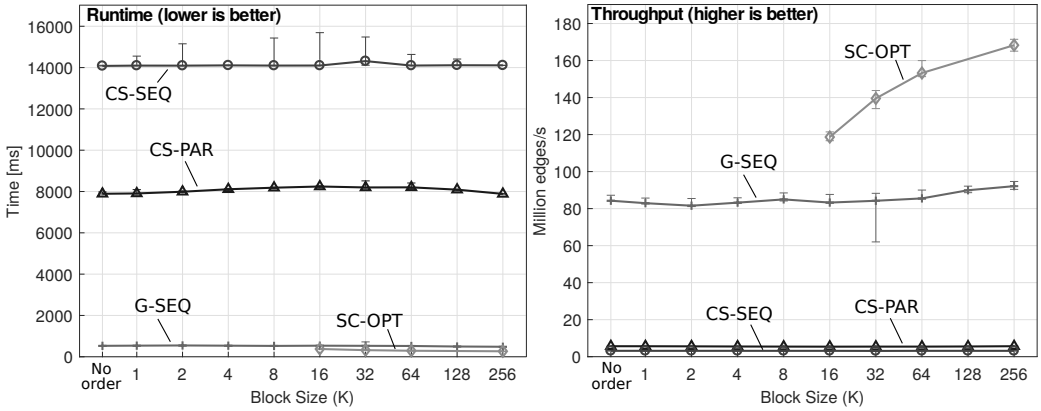 Runtime (lower is better)
16000
14000
12000
10000
8000
6000
4000
2000
0
Time [ms]
CS-SEQ
CS-PAR
G-SEQ
SC-OPT
No order
1
2
4
8
16
32
64
128
256
Block Size (K)
Throughput (higher is better)
180
160
140
120
100
80
60
40
20
0
Million edges/s
SC-OPT
G-SEQ
CS-SEQ
CS-PAR
No order
1
2
4
8
16
32
64
128
256
Block Size (K)